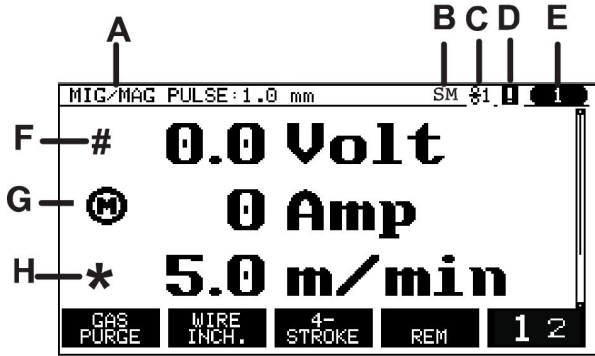 A B C D E
MIG/MAG PULSE:1.0 mm SM 1 ! 1
F # 0.0 Volt
G M 0 Amp
H * 5.0 m/min
GAS PURGE WIRE INCH. 4-STROKE REM 1 2